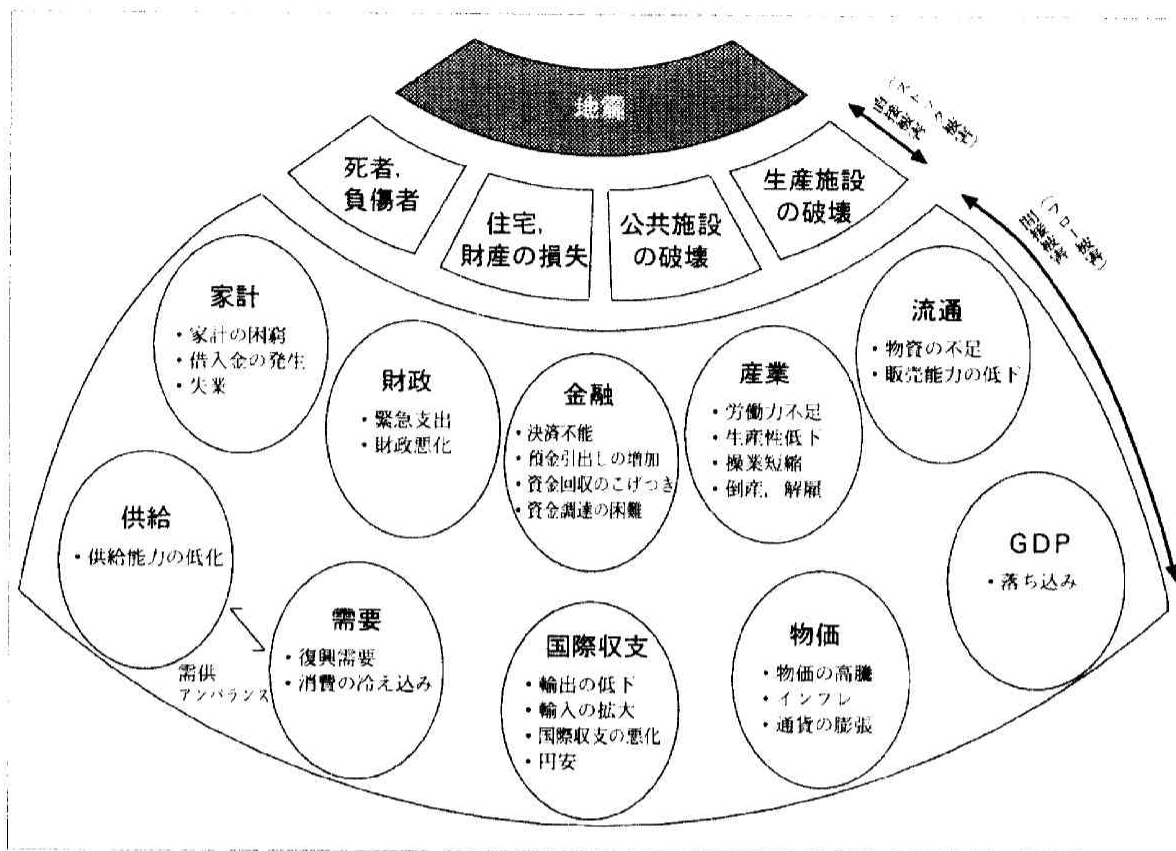 地震
直接被害
(ストック被害)
間接被害
(フロー被害)
死者,
負傷者
住宅,
財産の損失
公共施設
の破壊
生産施設
の破壊
家計
・家計の困窮
・借入金の発生
・失業
財政
・緊急支出
・財政悪化
金融
・決済不能
・預金引出しの増加
・資金回収のこげつき
・資金調達の困難
産業
・労働力不足
・生産性低下
・操業短縮
・倒産, 解雇
流通
・物資の不足
・販売能力の低下
供給
・供給能力の低化
需供
アンバランス
需要
・復興需要
・消費の冷え込み
国際収支
・輸出の低下
・輸入の拡大
・国際収支の悪化
・円安
物価
・物価の高騰
・インフレ
・通貨の膨張
GDP
・落ち込み